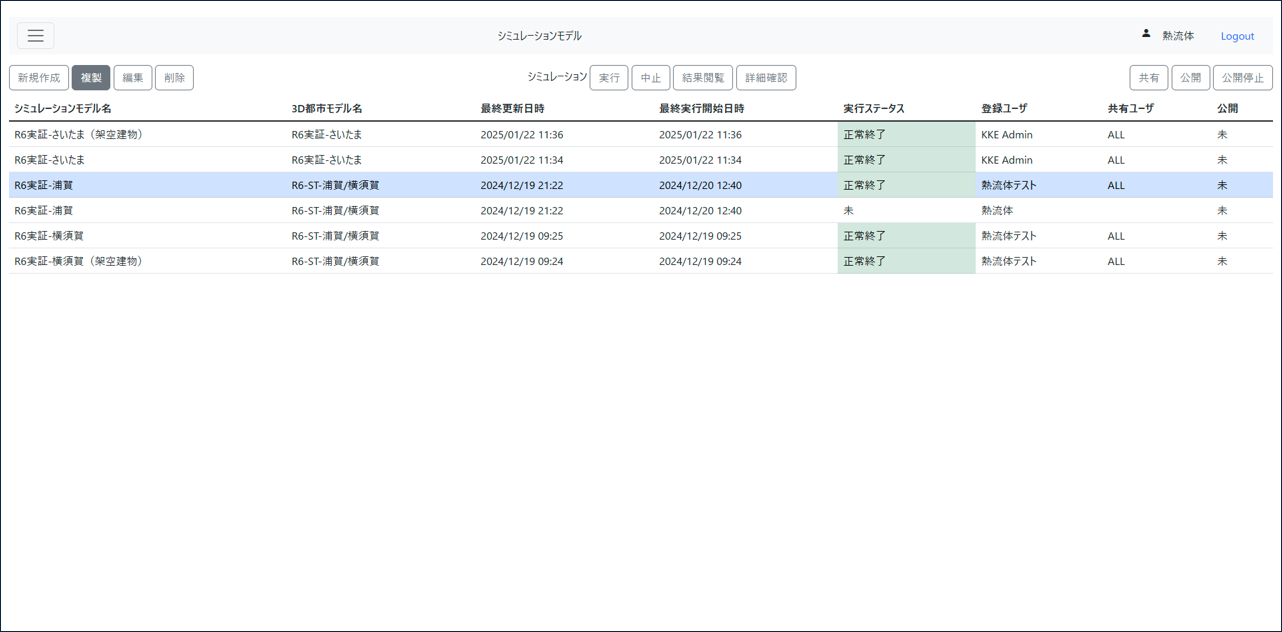 シミュレーションモデル 熱流体 Logout
新規作成 複製 編集 削除 シミュレーション 実行 中止 結果閲覧 詳細確認 共有 公開 公開停止
シミュレーションモデル名 3D都市モデル名 最終更新日時 最終実行開始日時 実行ステータス 登録ユーザ 共有ユーザ 公開
R6実証-さいたま（架空建物） R6実証-さいたま 2025/01/22 11:36 2025/01/22 11:36 正常終了 KKE Admin ALL 未
R6実証-さいたま R6実証-さいたま 2025/01/22 11:34 2025/01/22 11:34 正常終了 KKE Admin ALL 未
R6実証-浦賀 R6-ST-浦賀/横須賀 2024/12/19 21:22 2024/12/20 12:40 正常終了 熱流体テスト ALL 未
R6実証-浦賀 R6-ST-浦賀/横須賀 2024/12/19 21:22 2024/12/20 12:40 未 熱流体 未
R6実証-横須賀 R6-ST-浦賀/横須賀 2024/12/19 09:25 2024/12/19 09:25 正常終了 熱流体テスト ALL 未
R6実証-横須賀（架空建物） R6-ST-浦賀/横須賀 2024/12/19 09:24 2024/12/19 09:24 正常終了 熱流体テスト ALL 未